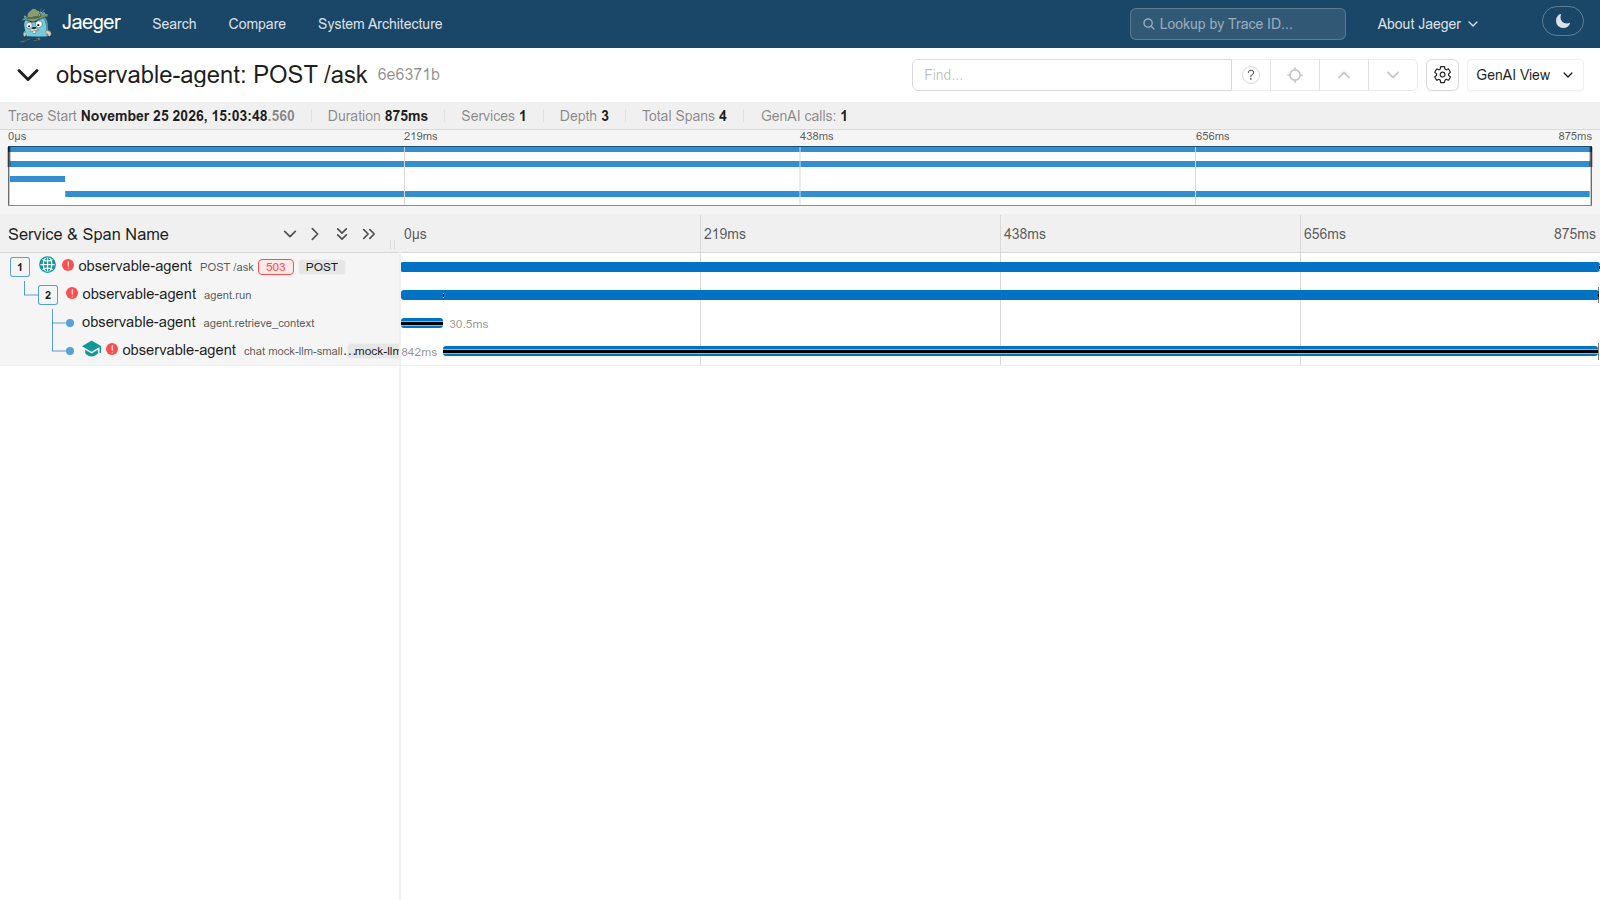 Jaeger Search Compare System Architecture Lookup by Trace ID... About Jaeger
observable-agent: POST /ask 6e6371b Find... ? GenAI View
Trace Start November 25 2026, 15:03:48.560 Duration 875ms Services 1 Depth 3 Total Spans 4 GenAI calls: 1
0μs 219ms 438ms 656ms 875ms
Service & Span Name 0μs 219ms 438ms 656ms 875ms
1 ! observable-agent POST /ask 503 POST
2 ! observable-agent agent.run
observable-agent agent.retrieve_context 30.5ms
! observable-agent chat mock-llm-small... mock-llm 842ms